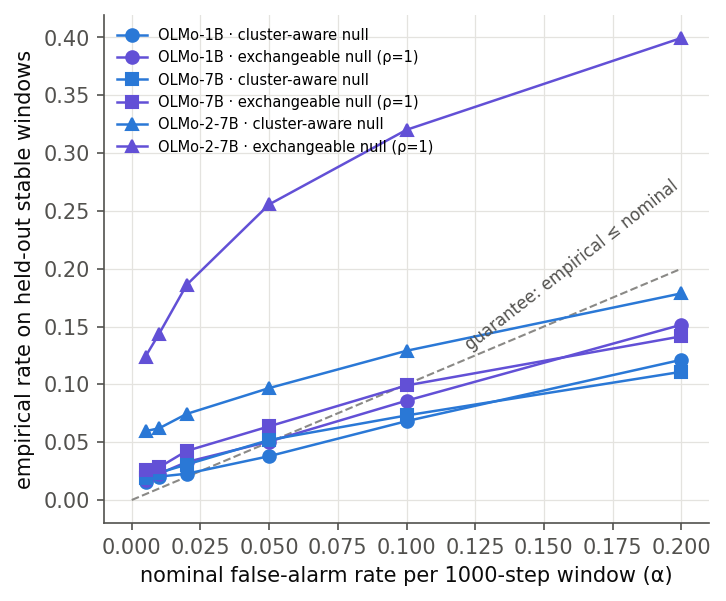 OLMo-1B · cluster-aware null
OLMo-1B · exchangeable null (ρ=1)
OLMo-7B · cluster-aware null
OLMo-7B · exchangeable null (ρ=1)
OLMo-2-7B · cluster-aware null
OLMo-2-7B · exchangeable null (ρ=1)
guarantee: empirical ≤ nominal
empirical rate on held-out stable windows
0.40
0.35
0.30
0.25
0.20
0.15
0.10
0.05
0.00
0.000 0.025 0.050 0.075 0.100 0.125 0.150 0.175 0.200
nominal false-alarm rate per 1000-step window (α)